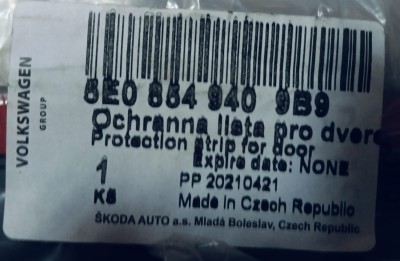 VOLKSWAGEN
GROUP
5E0 854 940 9B9
Ochranna lista pro dvere
Protection strip for door
Expire date: NONE
1
PP 20210421
KS
Made in Czech Republic
ŠKODA AUTO a.s. Mladá Boleslav, Czech Republic